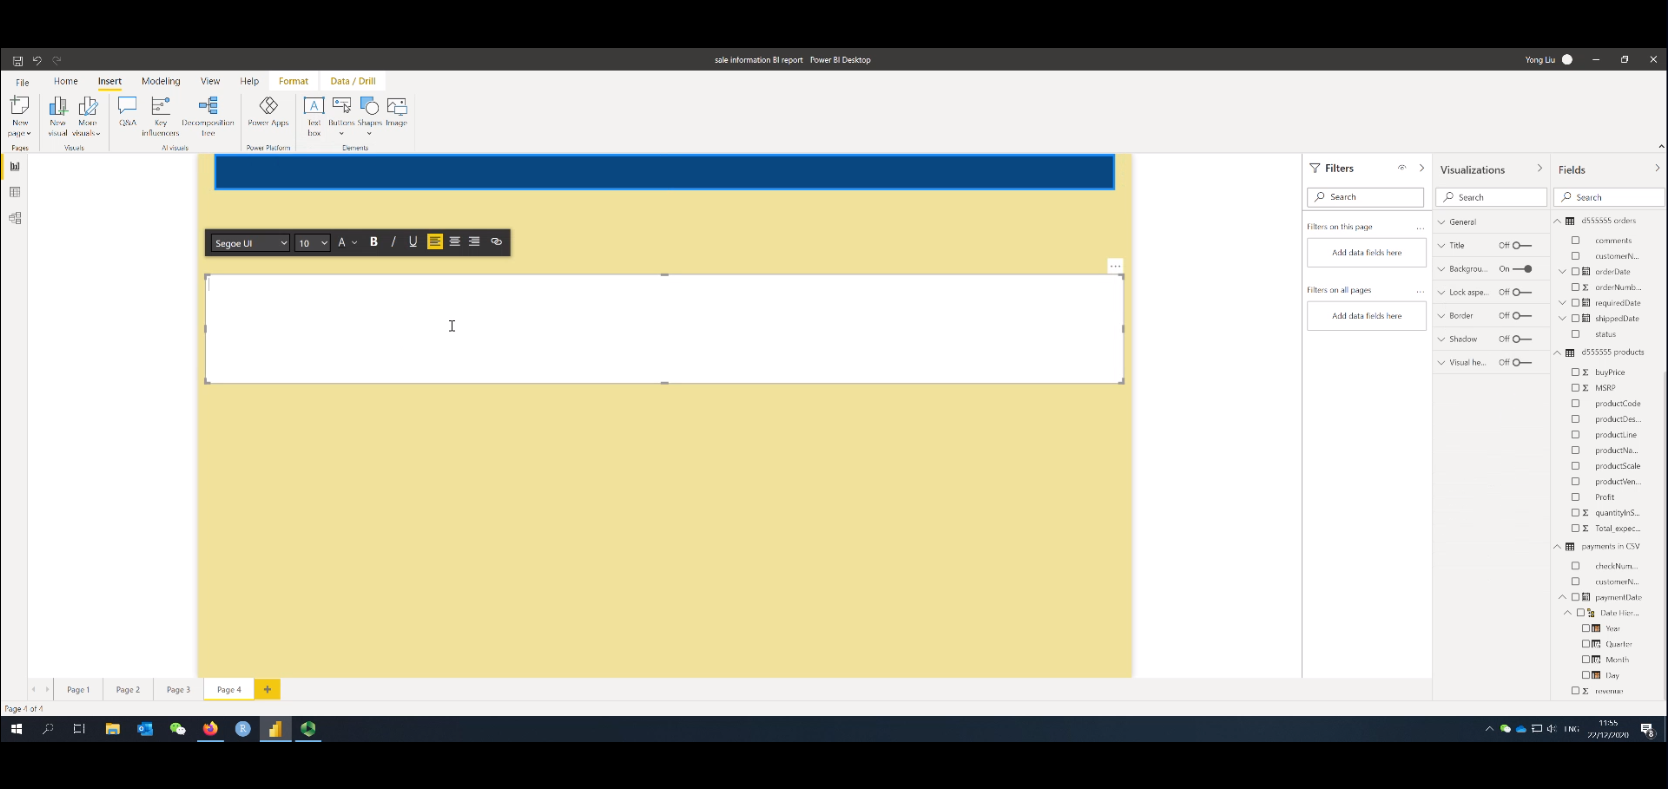 sale information BI report   Power BI Desktop
Yong Liu
File
Home
Insert
Modeling
View
Help
Format
Data / Drill
New page
New visual
More visuals
Q&A
Key influencers
Decomposition tree
Power Apps
Text box
Buttons
Shapes
Image
Pages
Visuals
AI visuals
Power Platform
Elements
Segoe UI
10
A
B
I
U
...
Filters
Search
Filters on this page
...
Add data fields here
Filters on all pages
...
Add data fields here
Visualizations
Search
General
Title Off
Backgrou... On
Lock aspe... Off
Border Off
Shadow Off
Visual he... Off
Fields
Search
d555555 orders
comments
customerN...
orderDate
Σ orderNumb...
requiredDate
shippedDate
status
d555555 products
Σ buyPrice
Σ MSRP
productCode
productDes...
productLine
productNa...
productScale
productVen...
Profit
Σ quantityInS...
Σ Total_expec...
payments in CSV
checkNum...
customerN...
paymentDate
Date Hier...
Year
Quarter
Month
Day
Σ revenue
Page 1
Page 2
Page 3
Page 4
+
Page 4 of 4
R
ENG
11:55
22/12/2020